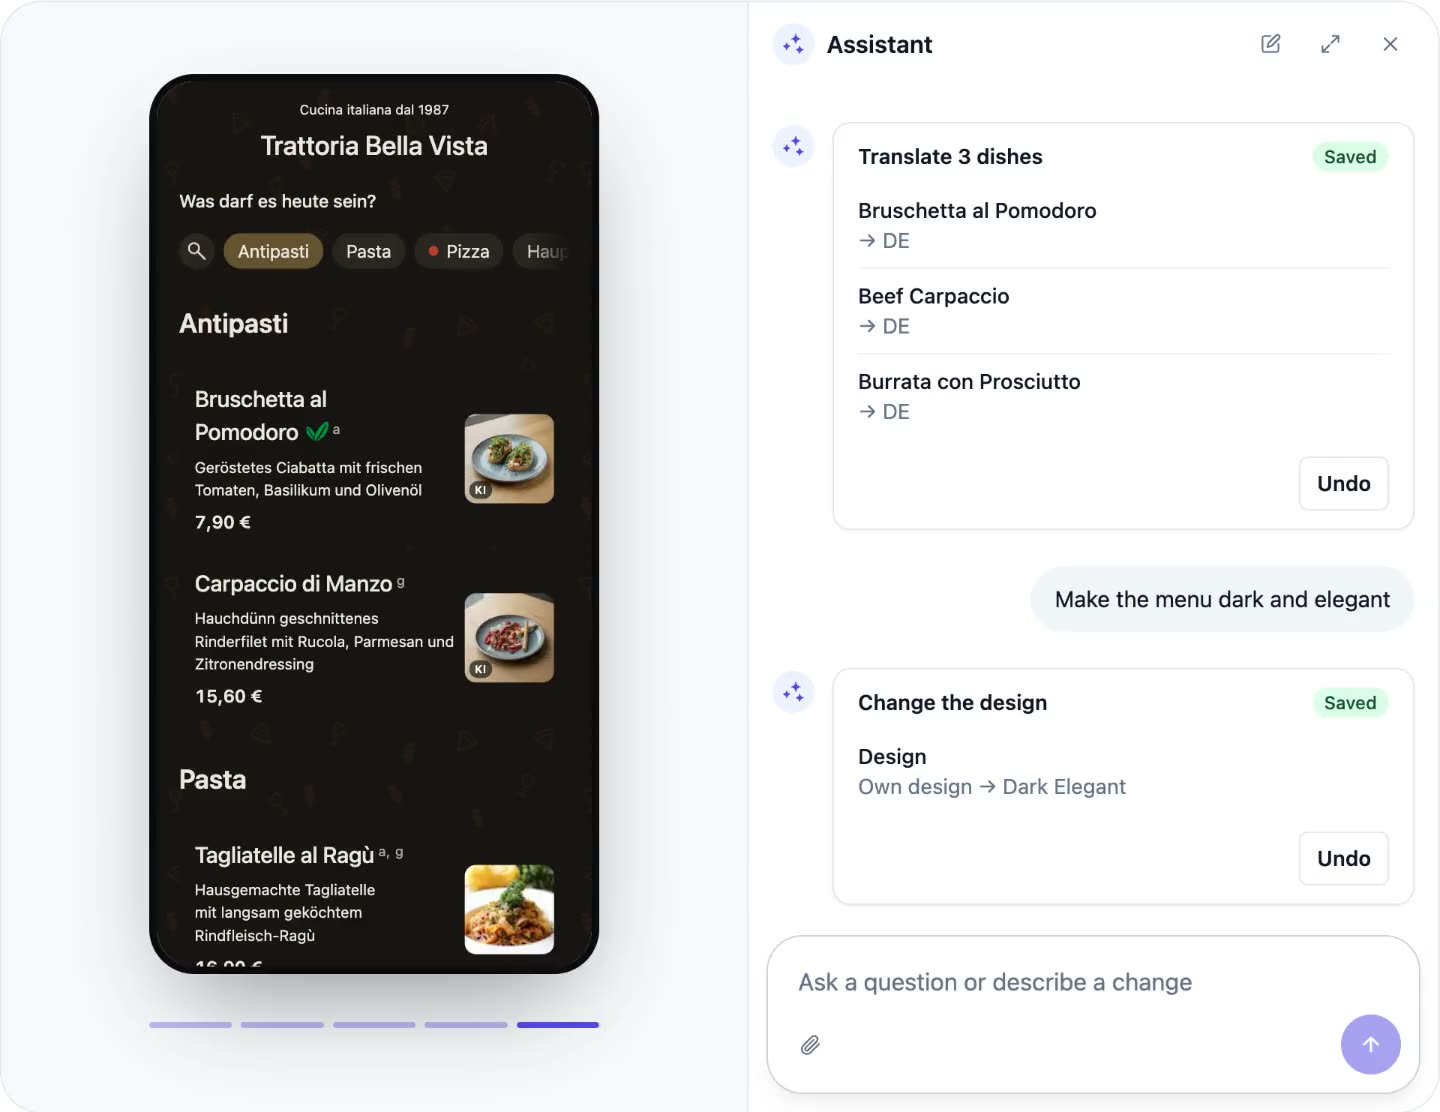 Cucina italiana dal 1987
Trattoria Bella Vista
Was darf es heute sein?
Antipasti
Pasta
Pizza
Haup
Antipasti
Bruschetta al
Pomodoro a
Geröstetes Ciabatta mit frischen
Tomaten, Basilikum und Olivenöl
7,90 €
KI
Carpaccio di Manzo g
Hauchdünn geschnittenes
Rinderfilet mit Rucola, Parmesan und
Zitronendressing
15,60 €
KI
Pasta
Tagliatelle al Ragù a, g
Hausgemachte Tagliatelle
mit langsam geköchtem
Rindfleisch-Ragù
Assistant
Translate 3 dishes
Saved
Bruschetta al Pomodoro
→ DE
Beef Carpaccio
→ DE
Burrata con Prosciutto
→ DE
Undo
Make the menu dark and elegant
Change the design
Saved
Design
Own design → Dark Elegant
Undo
Ask a question or describe a change